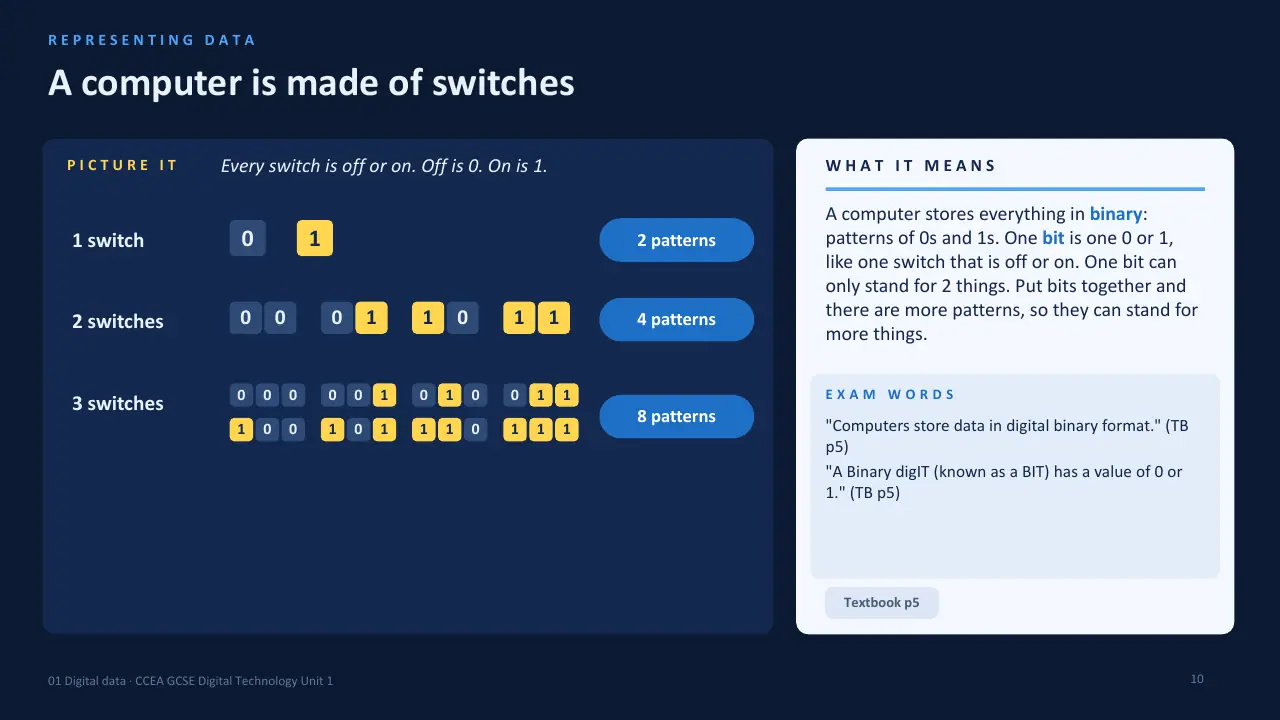 REPRESENTING DATA
A computer is made of switches
PICTURE IT
Every switch is off or on. Off is 0. On is 1.
1 switch
0 1
2 patterns
2 switches
0 0 0 1 1 0 1 1
4 patterns
3 switches
0 0 0 0 0 1 0 1 0 0 1 1
1 0 0 1 0 1 1 1 0 1 1 1
8 patterns
WHAT IT MEANS
A computer stores everything in binary:
patterns of 0s and 1s. One bit is one 0 or 1,
like one switch that is off or on. One bit can
only stand for 2 things. Put bits together and
there are more patterns, so they can stand for
more things.
EXAM WORDS
"Computers store data in digital binary format." (TB
p5)
"A Binary digIT (known as a BIT) has a value of 0 or
1." (TB p5)
Textbook p5
01 Digital data · CCEA GCSE Digital Technology Unit 1
10